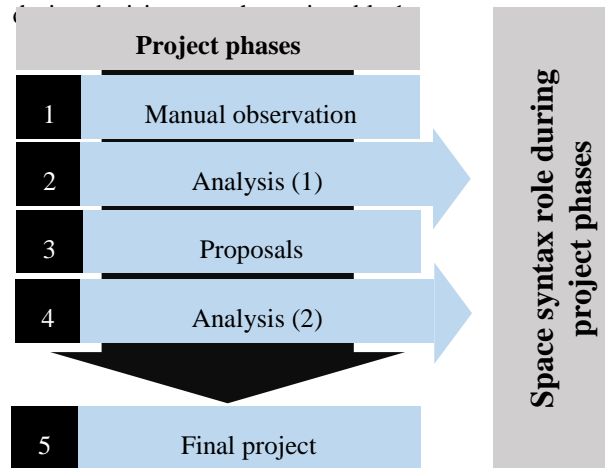 Project phases
1 Manual observation
2 Analysis (1)
3 Proposals
4 Analysis (2)
5 Final project
Space syntax role during
project phases